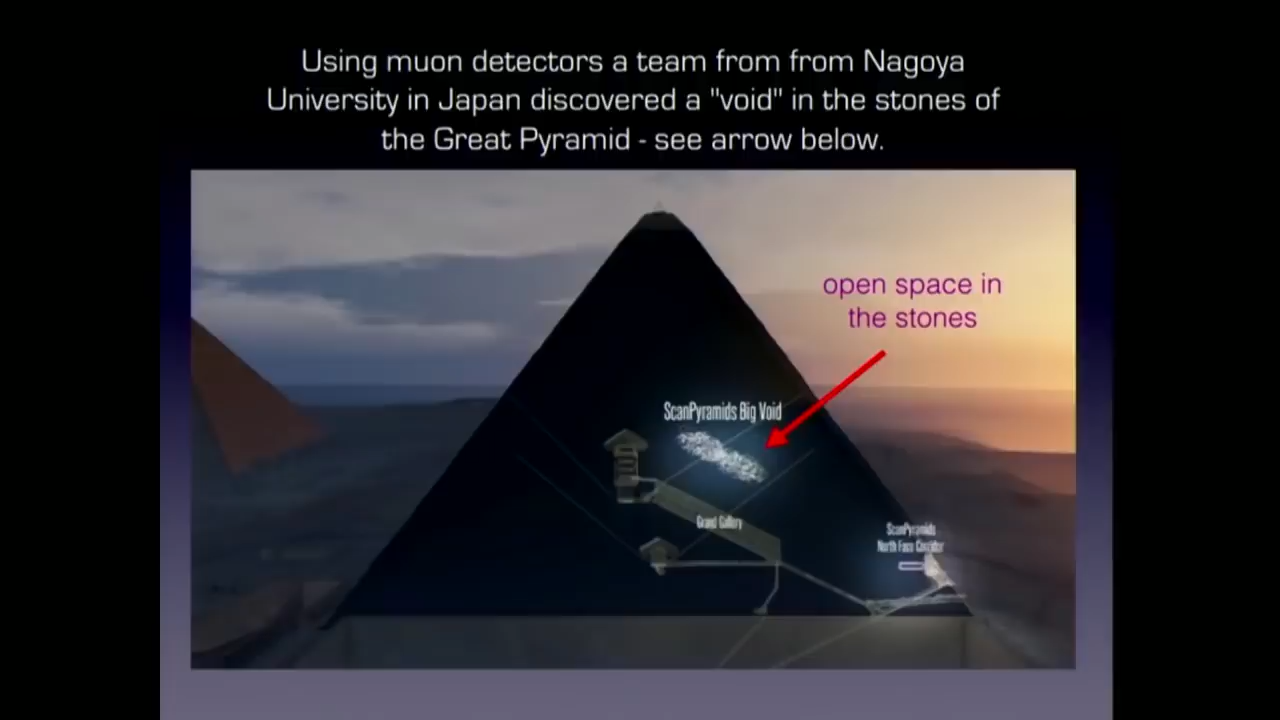 Using muon detectors a team from from Nagoya
University in Japan discovered a "void" in the stones of
the Great Pyramid - see arrow below.
open space in
the stones
ScanPyramids Big Void
Grand Gallery
ScanPyramids
North Face Corridor